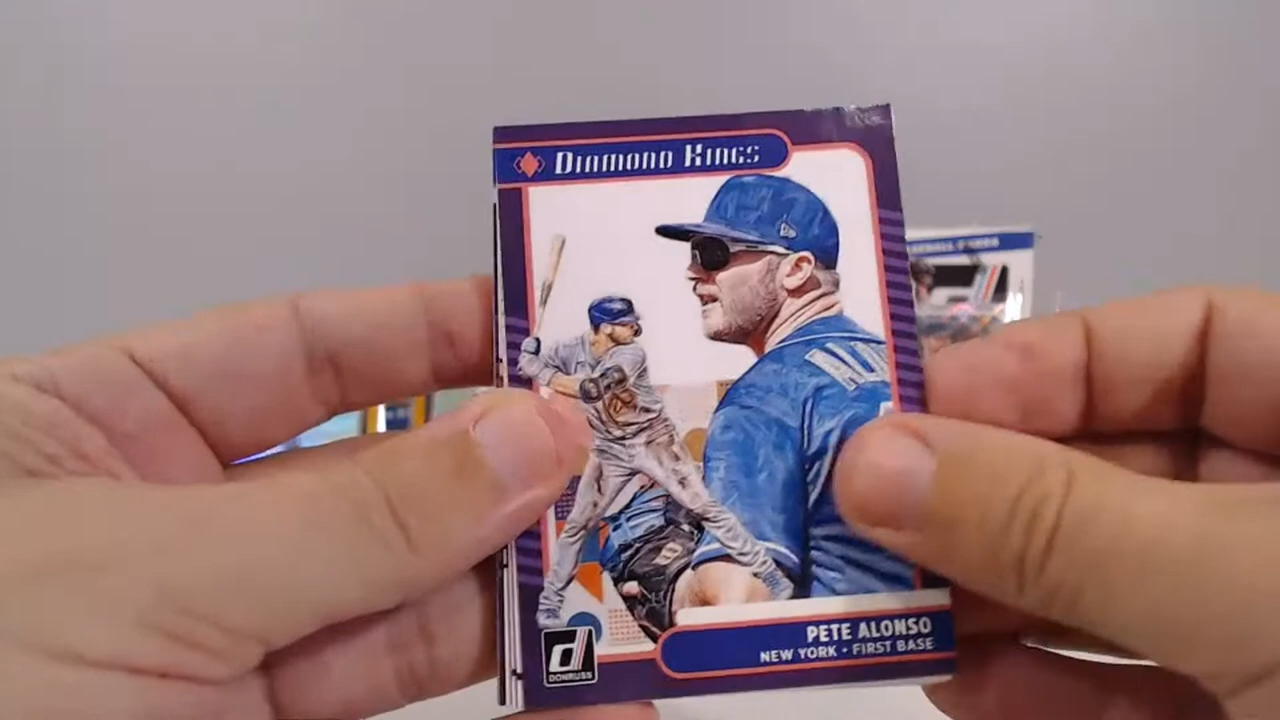 DIAMOND KINGS
PETE ALONSO
NEW YORK • FIRST BASE
DONRUSS